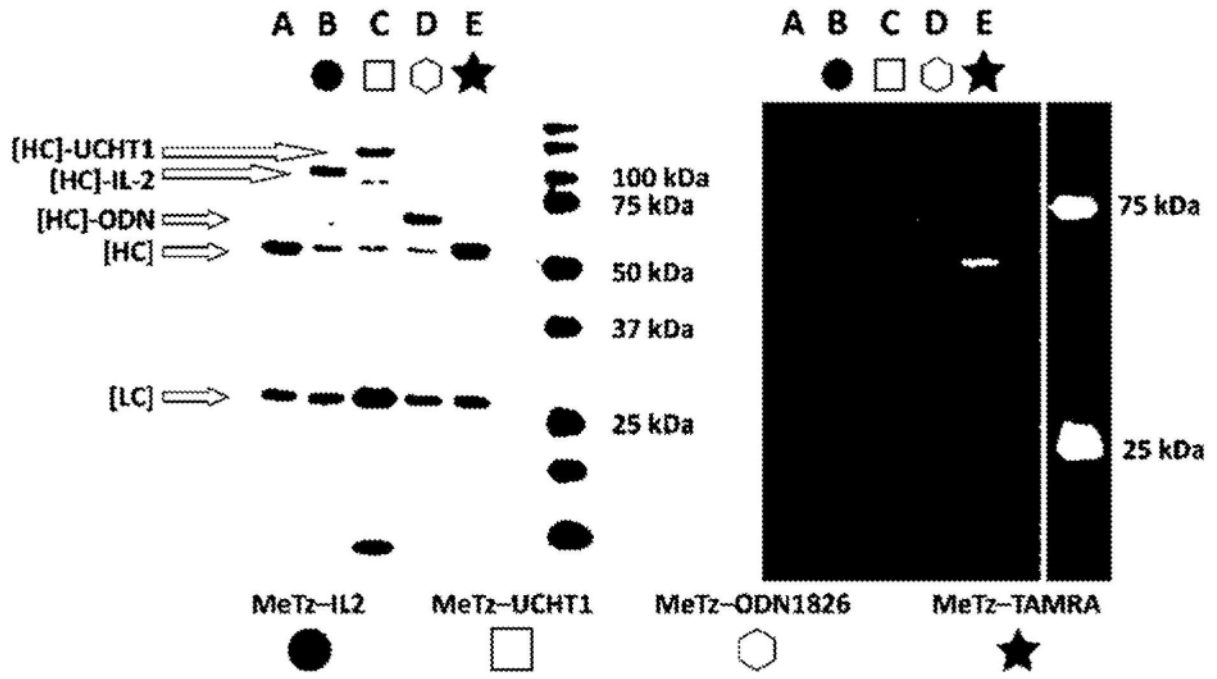 A B C D E
A B C D E
[HC]-UCHT1
[HC]-IL-2
[HC]-ODN
[HC]
[LC]
100 kDa
75 kDa
50 kDa
37 kDa
25 kDa
75 kDa
25 kDa
MeTz–IL2 MeTz–UCHT1 MeTz–ODN1826 MeTz–TAMRA